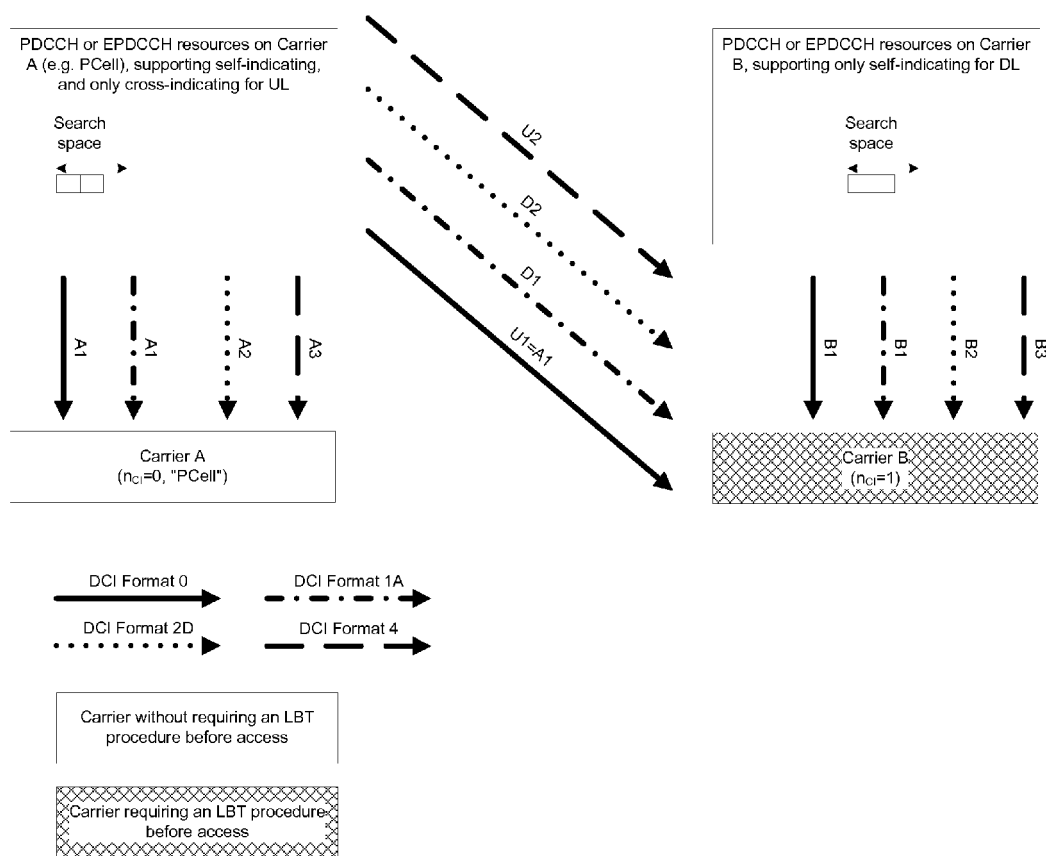 PDCCH or EPDCCH resources on Carrier
A (e.g. PCell), supporting self-indicating,
and only cross-indicating for UL
Search
space
PDCCH or EPDCCH resources on Carrier
B, supporting only self-indicating for DL
Search
space
U2
D2
D1
U1=A1
A1
A1
A2
A3
B1
B1
B2
B3
Carrier A
(nCI=0, "PCell")
Carrier B
(nCI=1)
DCI Format 0
DCI Format 1A
DCI Format 2D
DCI Format 4
Carrier without requiring an LBT
procedure before access
Carrier requiring an LBT procedure
before access